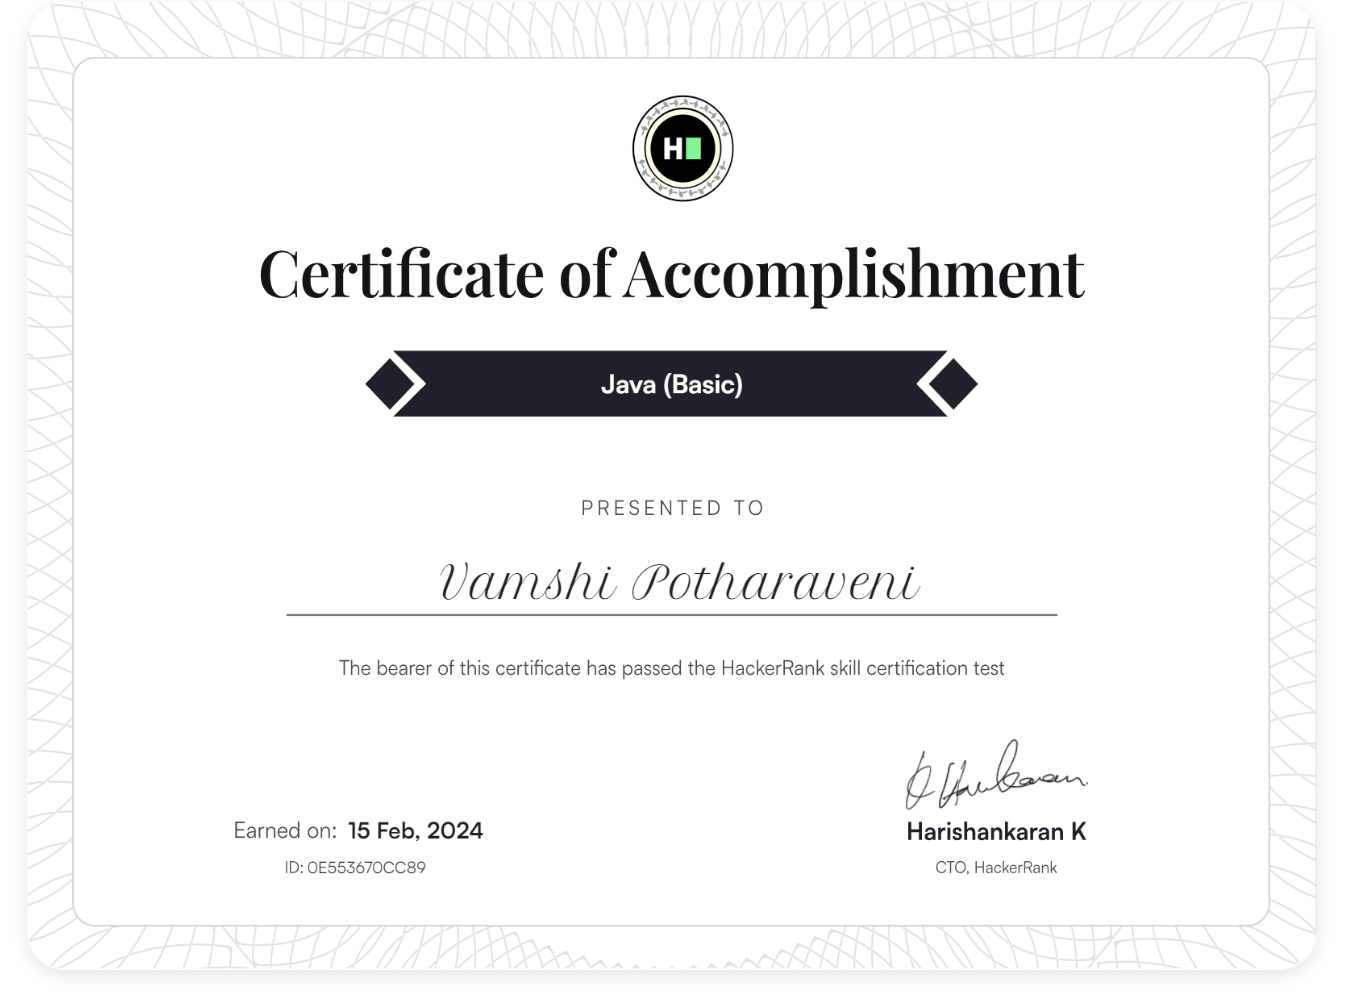 H
Certificate of Accomplishment
Java (Basic)
PRESENTED TO
Vamshi Potharaveni
The bearer of this certificate has passed the HackerRank skill certification test
Earned on: 15 Feb, 2024
ID: 0E553670CC89
Harishankaran K
CTO, HackerRank